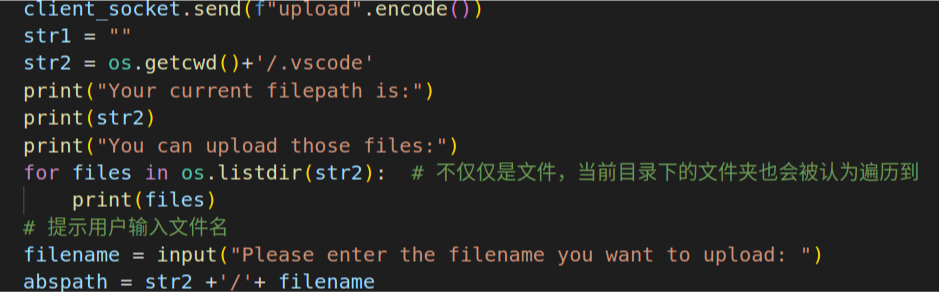 client_socket.send(f"upload".encode())
str1 = ""
str2 = os.getcwd()+'/.vscode'
print("Your current filepath is:")
print(str2)
print("You can upload those files:")
for files in os.listdir(str2):  # 不仅仅是文件，当前目录下的文件夹也会被认为遍历到
    print(files)
# 提示用户输入文件名
filename = input("Please enter the filename you want to upload: ")
abspath = str2 +'/'+ filename